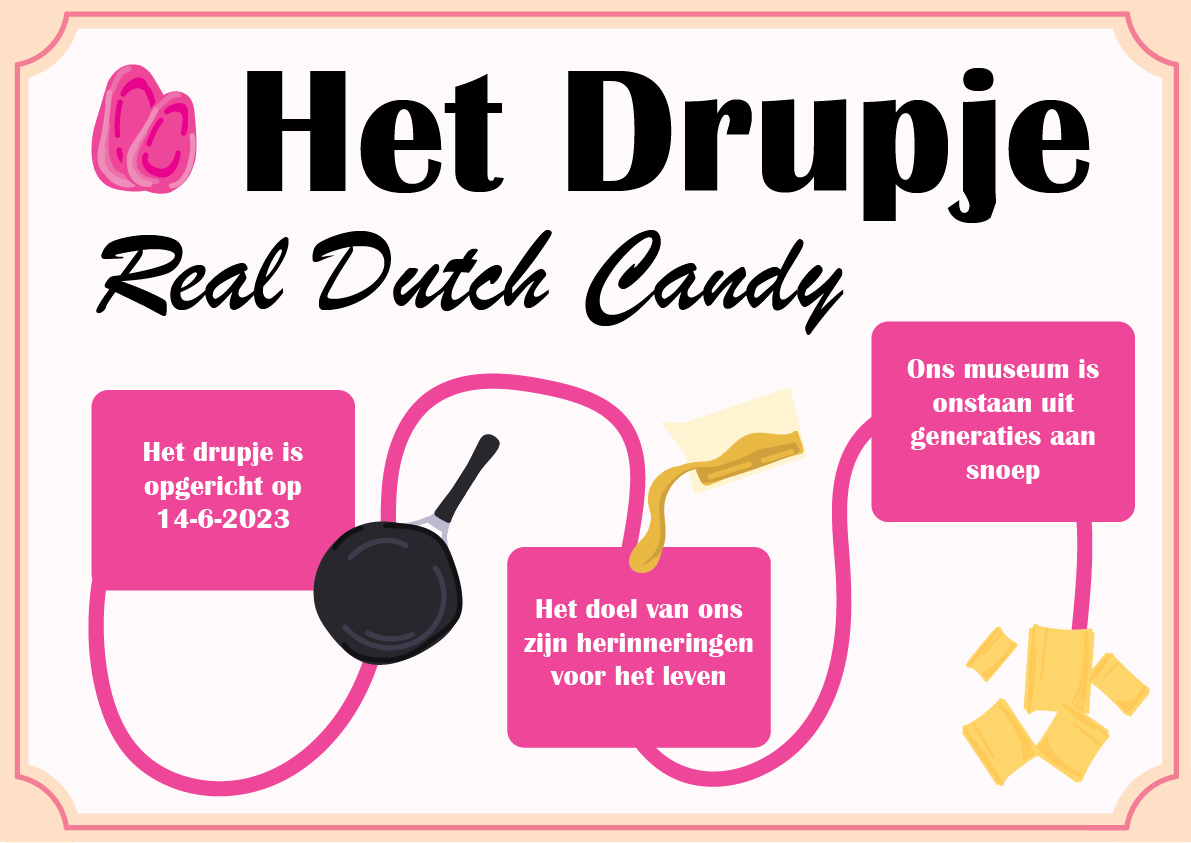 Het Drupje
Real Dutch Candy
Het drupje is
opgericht op
14-6-2023
Het doel van ons
zijn herinneringen
voor het leven
Ons museum is
onstaan uit
generaties aan
snoep